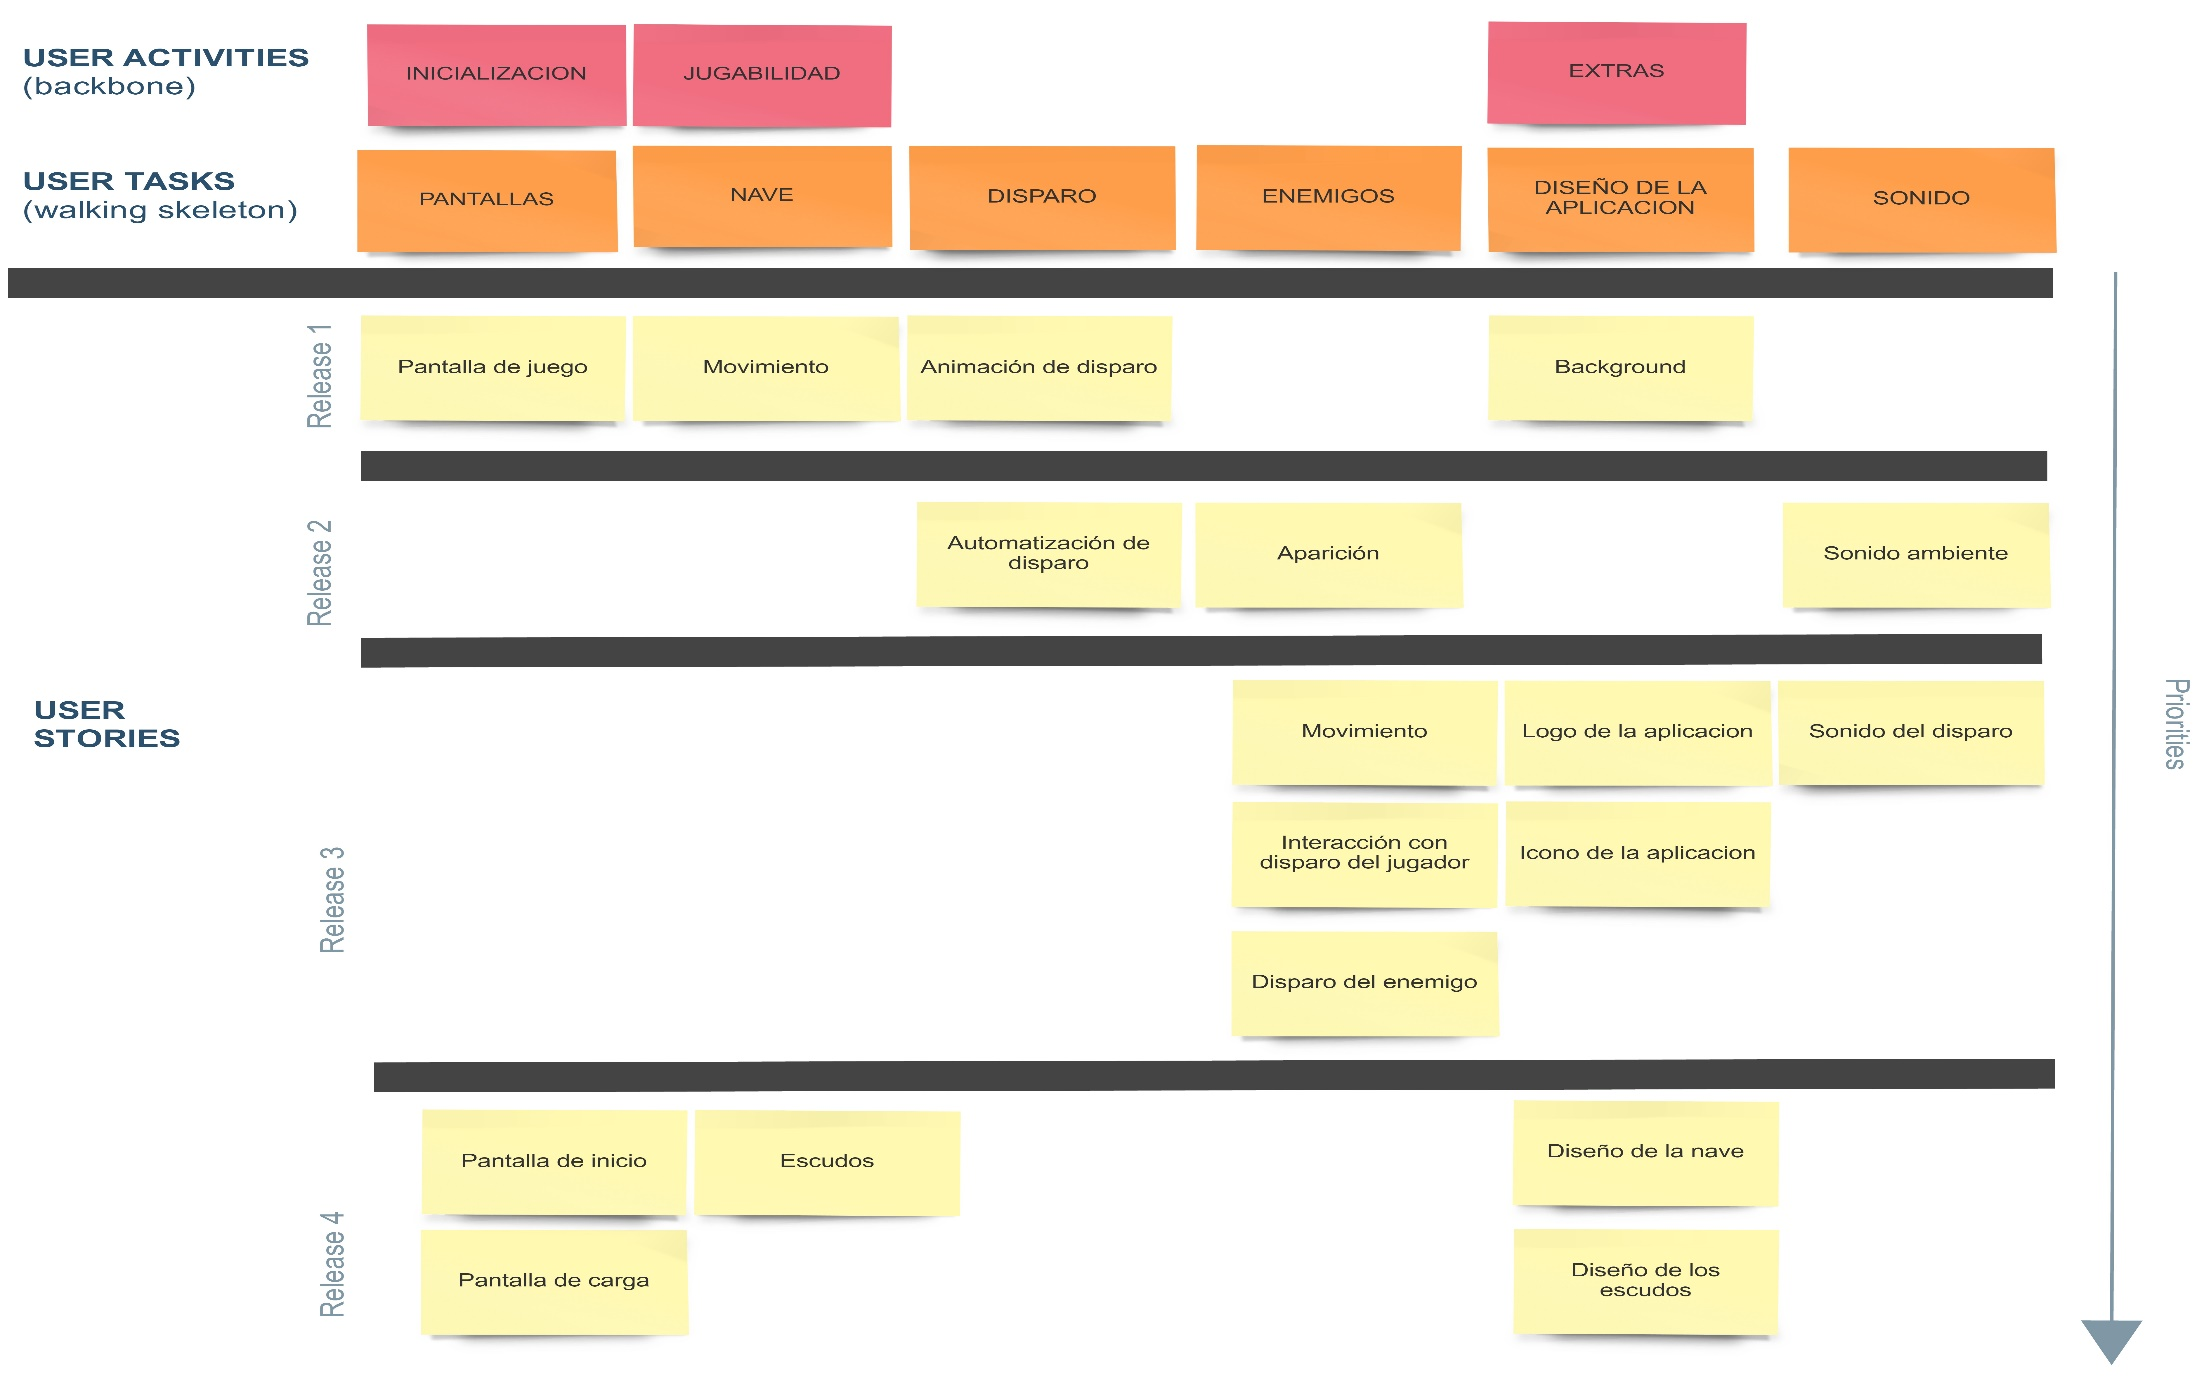 USER ACTIVITIES
(backbone)
INICIALIZACION
JUGABILIDAD
EXTRAS
USER TASKS
(walking skeleton)
PANTALLAS
NAVE
DISPARO
ENEMIGOS
DISEÑO DE LA
APLICACION
SONIDO
Release 1
Pantalla de juego
Movimiento
Animación de disparo
Background
Release 2
Automatización de
disparo
Aparición
Sonido ambiente
USER
STORIES
Priorities
Release 3
Movimiento
Logo de la aplicacion
Sonido del disparo
Interacción con
disparo del jugador
Icono de la aplicacion
Disparo del enemigo
Release 4
Pantalla de inicio
Escudos
Diseño de la nave
Pantalla de carga
Diseño de los
escudos